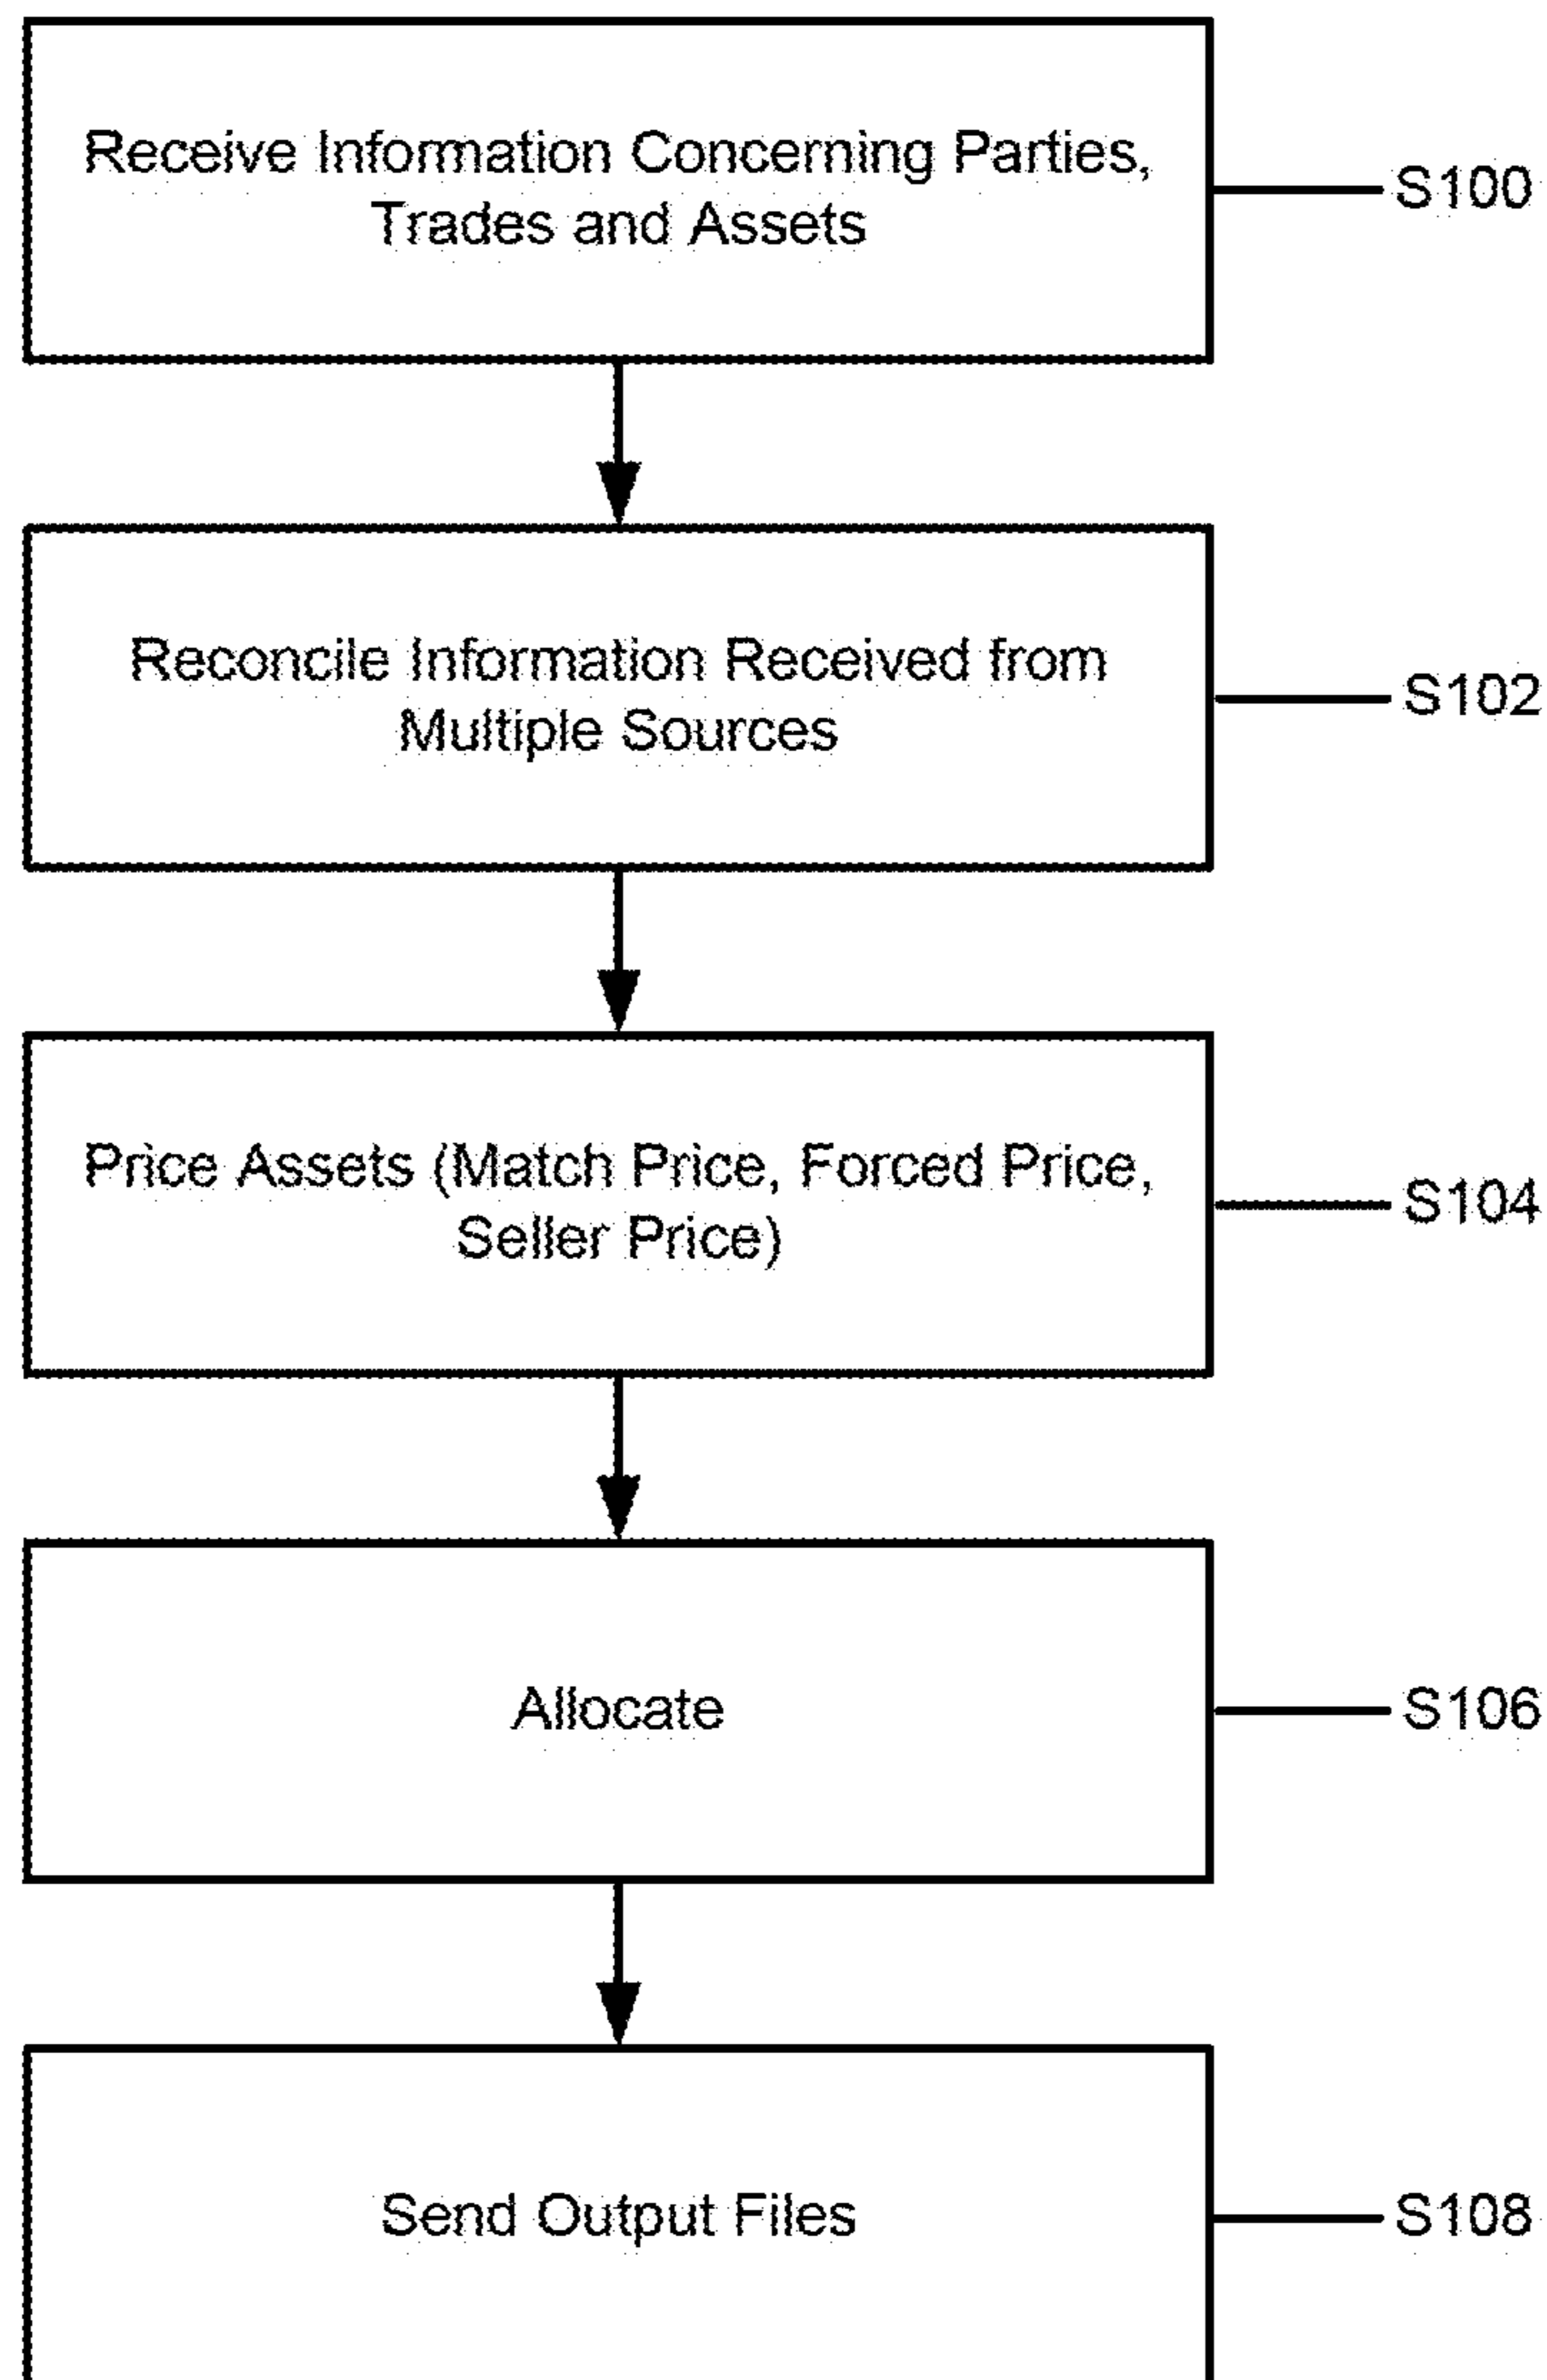 Receive Information Concerning Parties,
Trades and Assets
S100
Reconcile Information Received from
Multiple Sources
S102
Price Assets (Match Price, Forced Price,
Seller Price)
S104
Allocate
S106
Send Output Files
S108